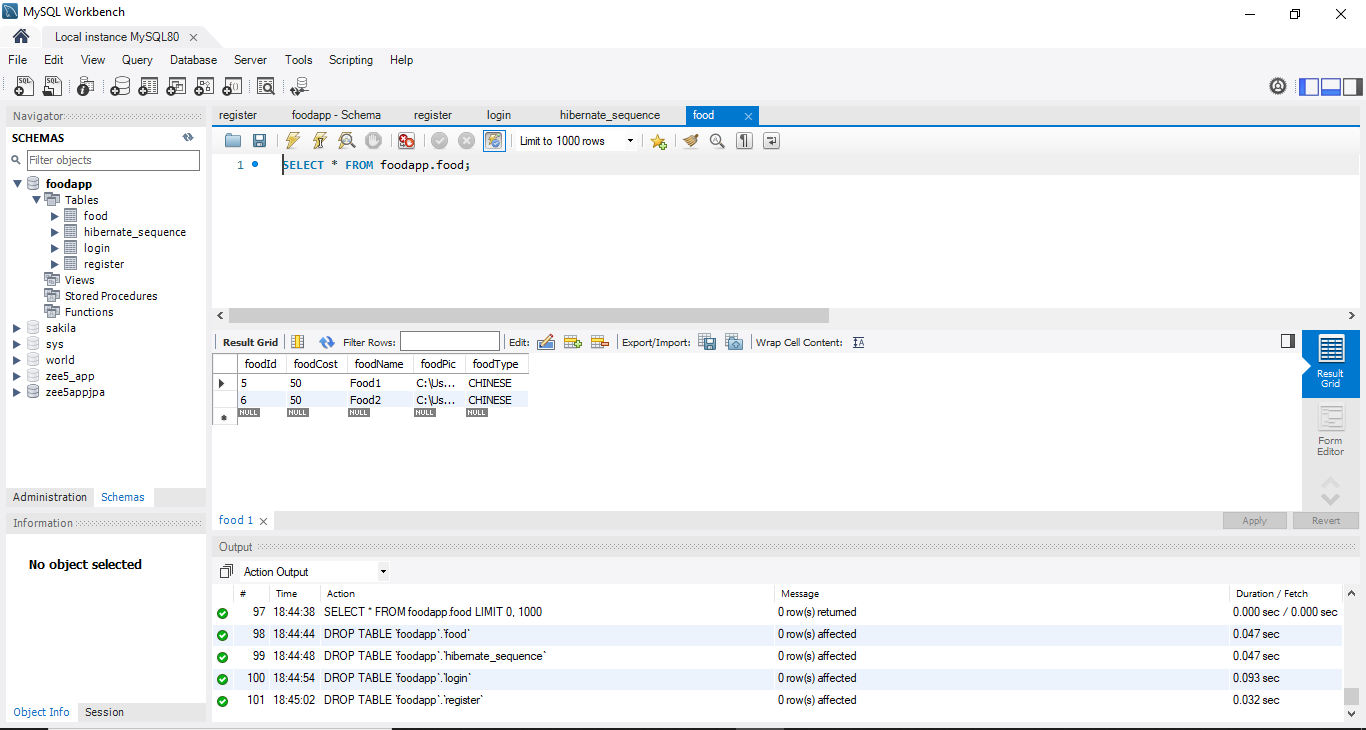 MySQL Workbench
Local instance MySQL80
File Edit View Query Database Server Tools Scripting Help
Navigator
SCHEMAS
Filter objects
foodapp
Tables
food
hibernate_sequence
login
register
Views
Stored Procedures
Functions
sakila
sys
world
zee5_app
zee5appjpa
Administration Schemas
Information
No object selected
Object Info Session
register foodapp - Schema register login hibernate_sequence food
Limit to 1000 rows
1 SELECT * FROM foodapp.food;
Result Grid Filter Rows: Edit: Export/Import: Wrap Cell Content:
foodId foodCost foodName foodPic foodType
5 50 Food1 C:\Us... CHINESE
6 50 Food2 C:\Us... CHINESE
NULL NULL NULL NULL NULL
Result
Grid
Form
Editor
food 1
Apply Revert
Output
Action Output
# Time Action Message Duration / Fetch
97 18:44:38 SELECT * FROM foodapp.food LIMIT 0, 1000 0 row(s) returned 0.000 sec / 0.000 sec
98 18:44:44 DROP TABLE `foodapp`.`food` 0 row(s) affected 0.047 sec
99 18:44:48 DROP TABLE `foodapp`.`hibernate_sequence` 0 row(s) affected 0.047 sec
100 18:44:54 DROP TABLE `foodapp`.`login` 0 row(s) affected 0.093 sec
101 18:45:02 DROP TABLE `foodapp`.`register` 0 row(s) affected 0.032 sec